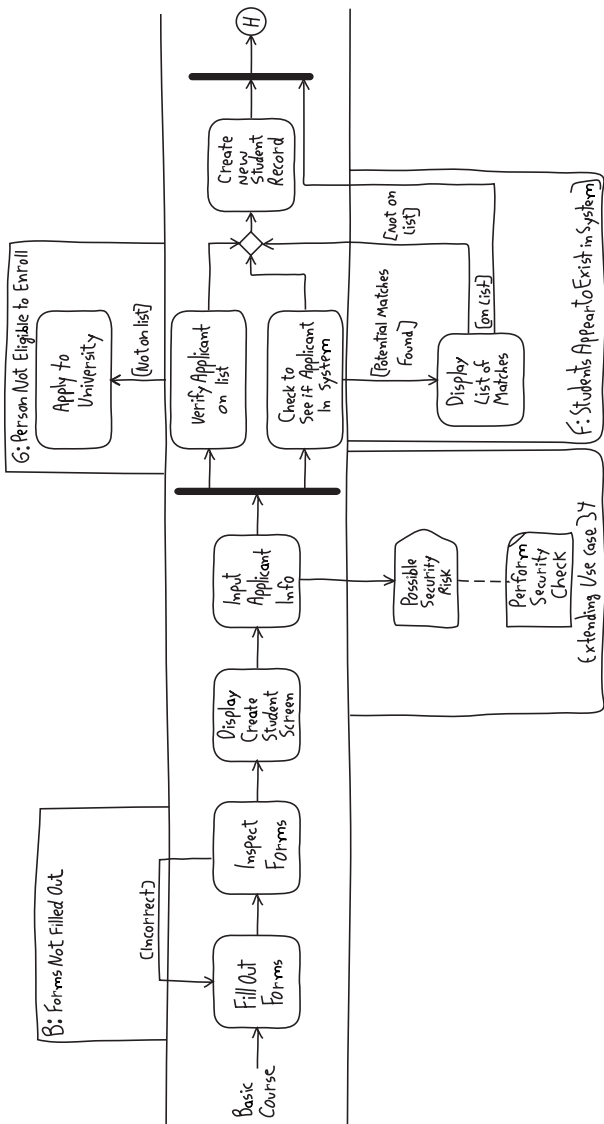 B: Forms Not Filled Out
[Incorrect]
Basic
Course
Fill Out
Forms
Inspect
Forms
Display
Create
Student
Screen
Input
Applicant
Info
G: Person Not Eligible to Enroll
Apply to
University
[Not on list]
Verify Applicant
on list
Check to
See if Applicant
In System
Create
New
Student
Record
H
[Potential Matches
Found]
[Not on
list]
[on List]
Display
List of
Matches
F: Students Appear to Exist in System
Possible
Security
Risk
Perform
Security
Check
Extending Use Case 34